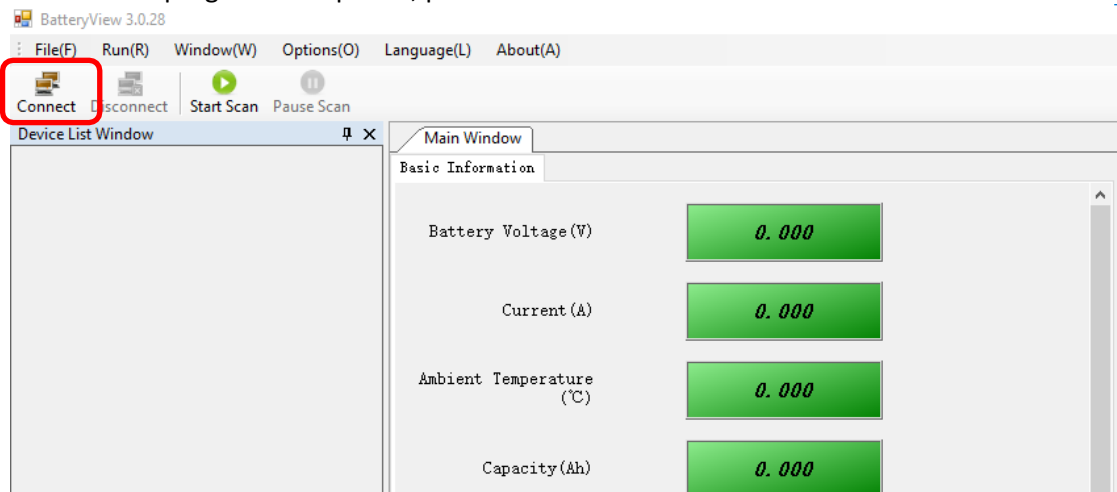 BatteryView 3.0.28
File(F) Run(R) Window(W) Options(O) Language(L) About(A)
Connect Disconnect Start Scan Pause Scan
Device List Window
Main Window
Basic Information
Battery Voltage(V) 0.000
Current(A) 0.000
Ambient Temperature
(℃) 0.000
Capacity(Ah) 0.000